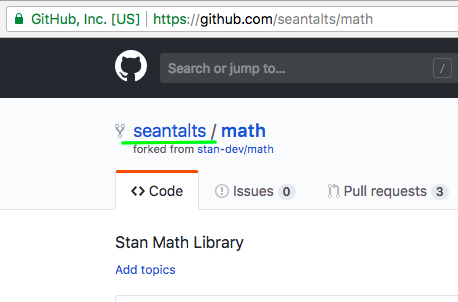 GitHub, Inc. [US] | https://github.com/seantalts/math
Search or jump to... /
seantalts / math
forked from stan-dev/math
Code Issues 0 Pull requests 3
Stan Math Library
Add topics